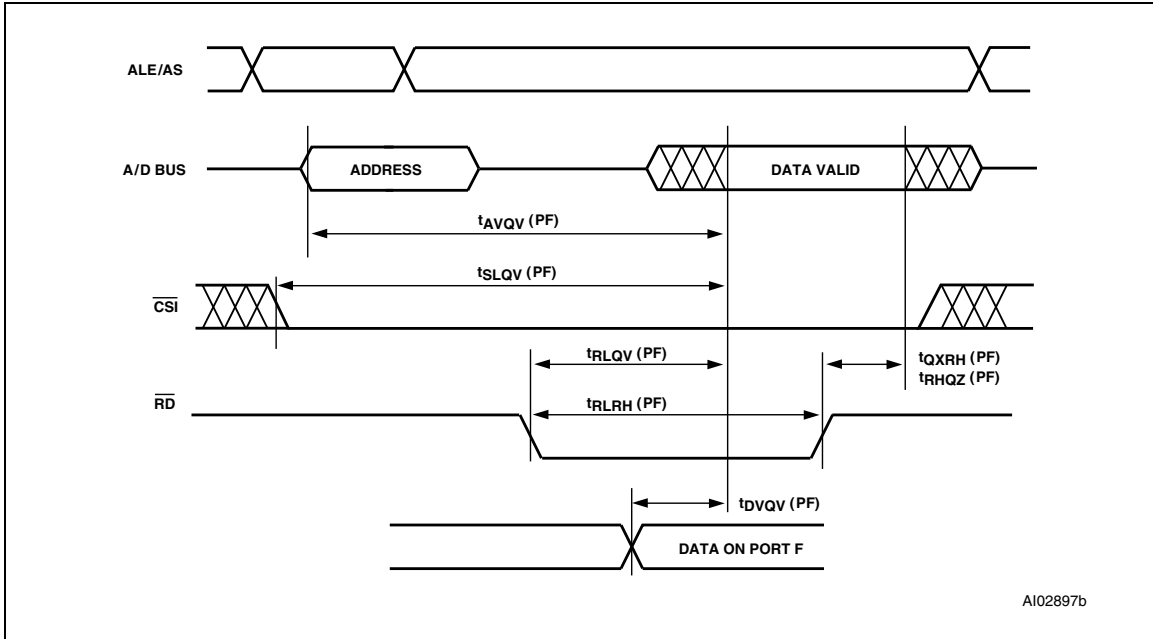 ALE/AS
A/D BUS
ADDRESS
DATA VALID
tAVQV (PF)
tSLQV (PF)
CSI
tRLQV (PF)
tQXRH (PF)
tRHQZ (PF)
RD
tRLRH (PF)
tDVQV (PF)
DATA ON PORT F
AI02897b